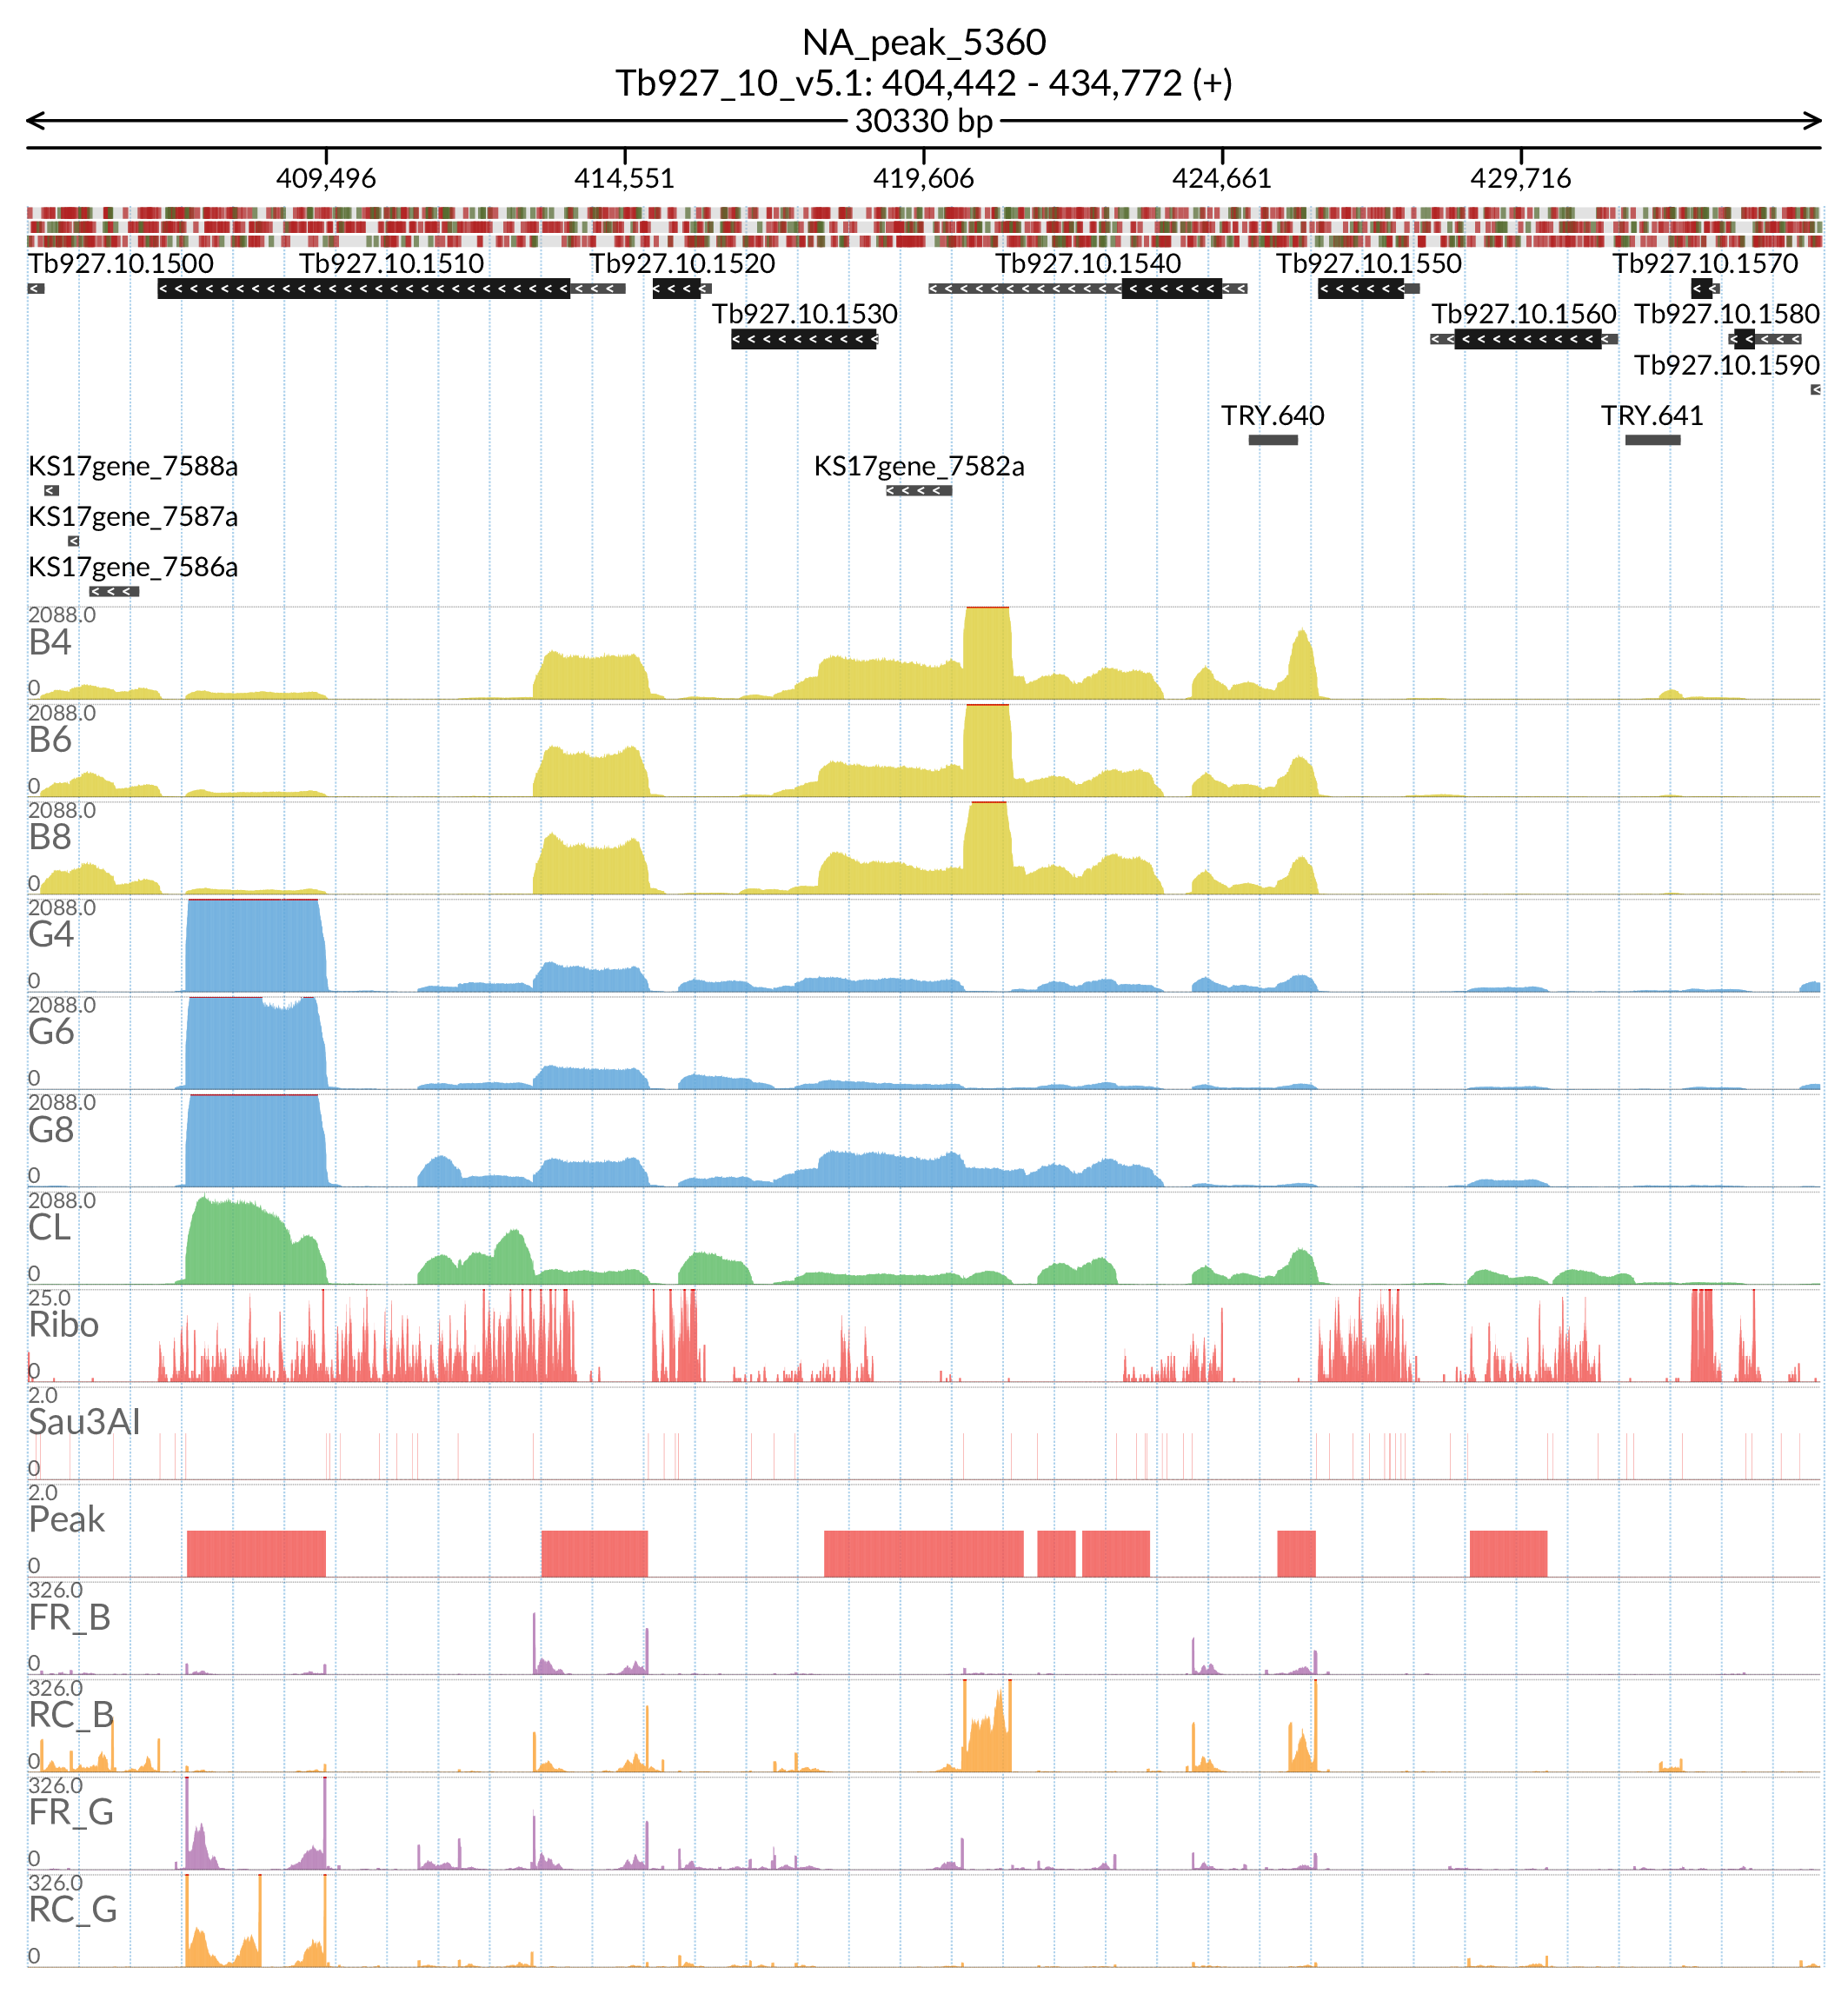 NA_peak_5360
Tb927_10_v5.1: 404,442 - 434,772 (+)
30330 bp
409,496 414,551 419,606 424,661 429,716
Tb927.10.1500 Tb927.10.1510 Tb927.10.1520 Tb927.10.1540 Tb927.10.1550 Tb927.10.1570
Tb927.10.1530 Tb927.10.1560 Tb927.10.1580
Tb927.10.1590
TRY.640 TRY.641
KS17gene_7588a KS17gene_7582a
KS17gene_7587a
KS17gene_7586a
2088.0
B4
0
2088.0
B6
0
2088.0
B8
0
2088.0
G4
0
2088.0
G6
0
2088.0
G8
0
2088.0
CL
0
25.0
Ribo
0
2.0
Sau3AI
0
2.0
Peak
0
326.0
FR_B
0
326.0
RC_B
0
326.0
FR_G
0
326.0
RC_G
0